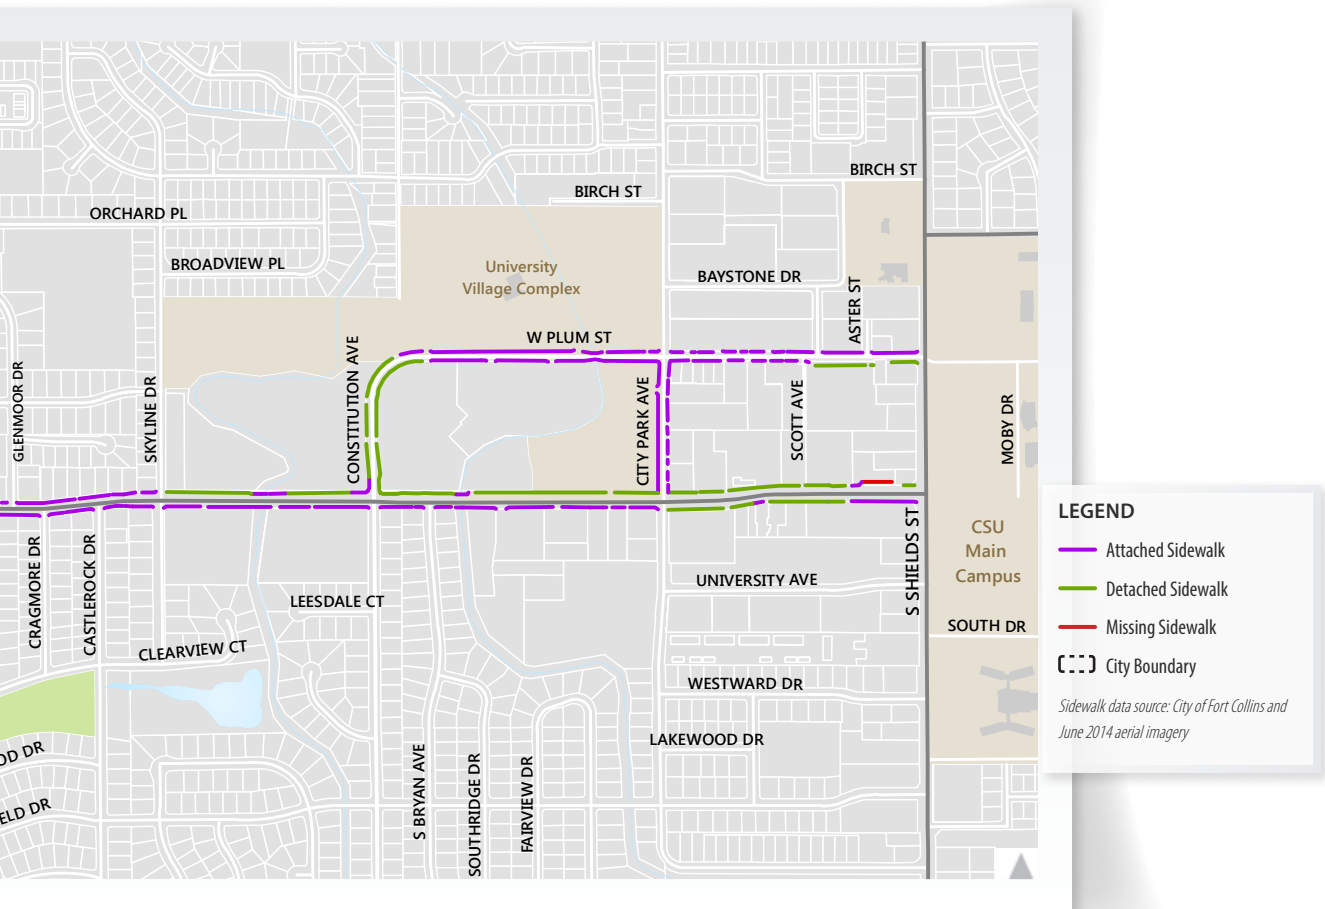 BIRCH ST
BIRCH ST
ORCHARD PL
BROADVIEW PL
University
Village Complex
BAYSTONE DR
ASTER ST
W PLUM ST
CONSTITUTION AVE
GLENMOOR DR
SKYLINE DR
CITY PARK AVE
SCOTT AVE
MOBY DR
S SHIELDS ST
CSU
Main
Campus
CRAGMORE DR
CASTLEROCK DR
UNIVERSITY AVE
LEESDALE CT
SOUTH DR
CLEARVIEW CT
WESTWARD DR
LAKEWOOD DR
OD DR
ELD DR
S BRYAN AVE
SOUTHRIDGE DR
FAIRVIEW DR
LEGEND
Attached Sidewalk
Detached Sidewalk
Missing Sidewalk
City Boundary
Sidewalk data source: City of Fort Collins and
June 2014 aerial imagery